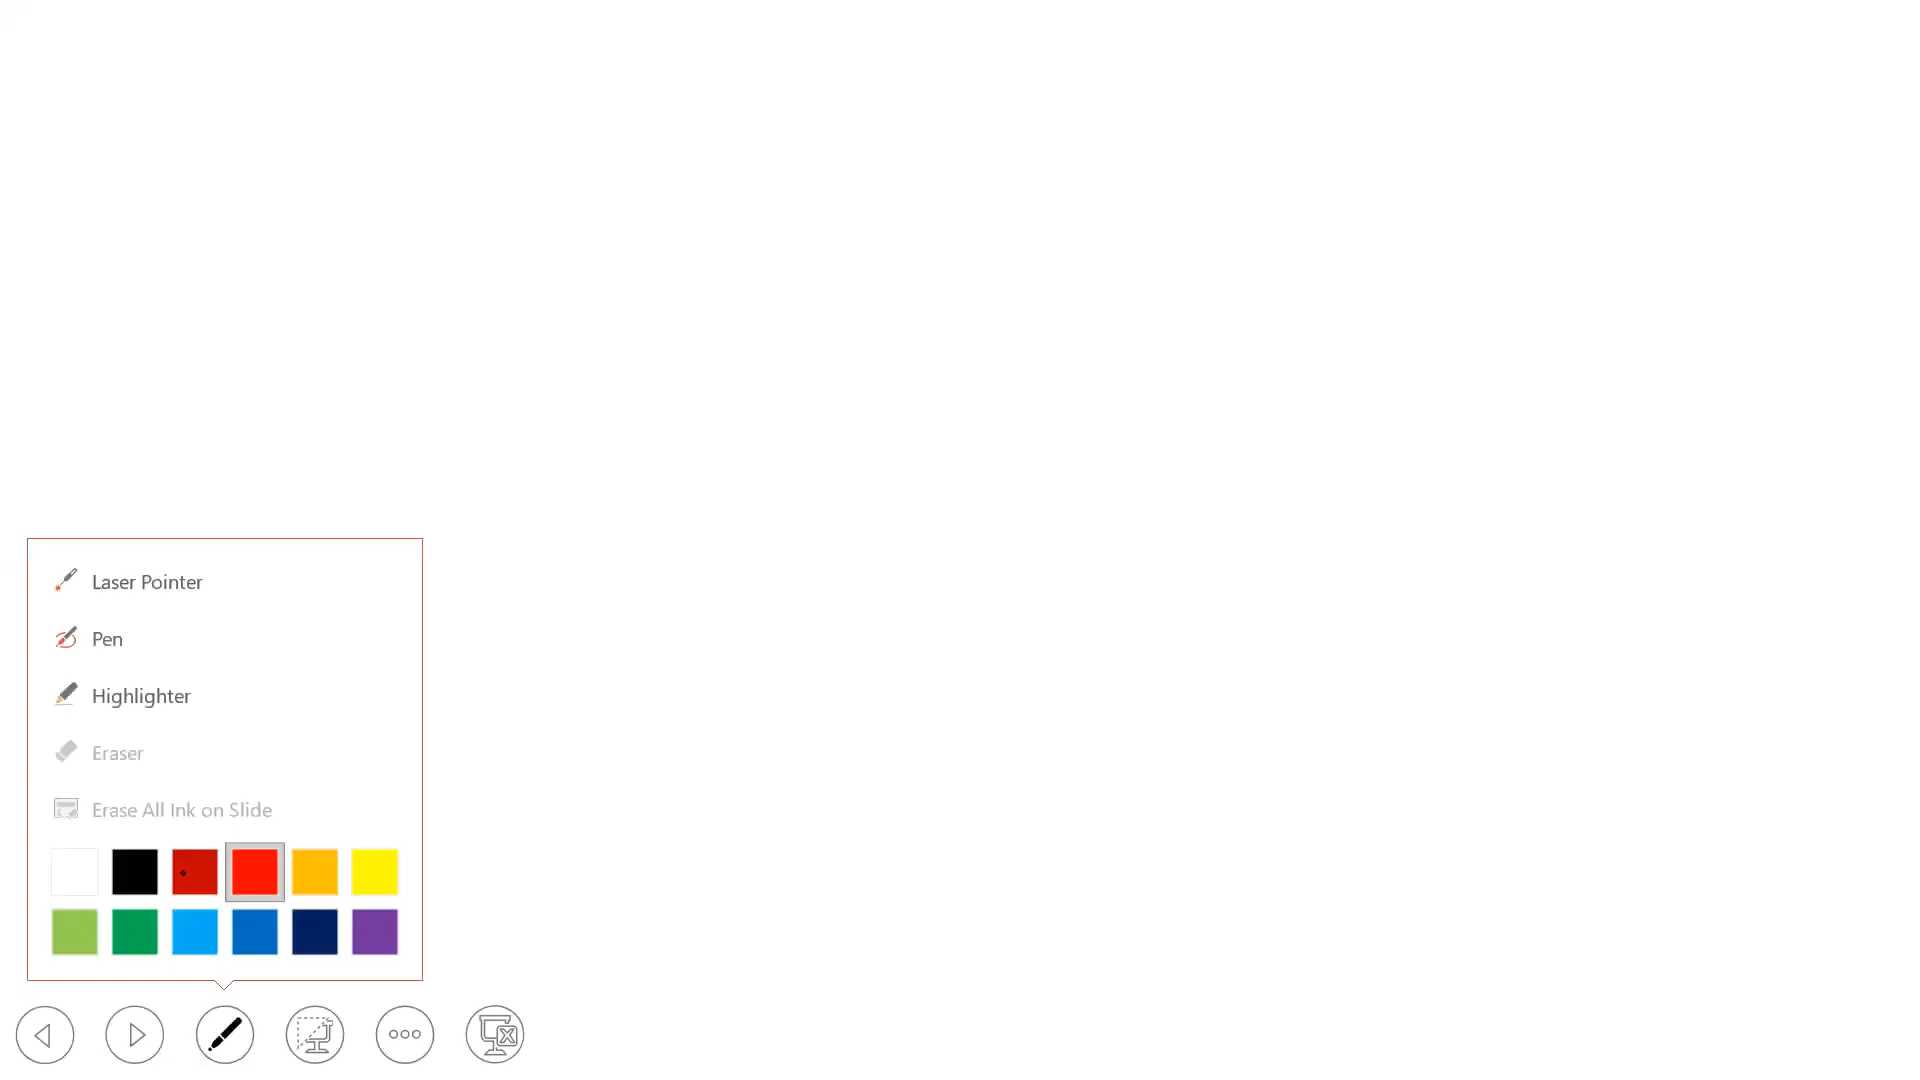 Laser Pointer
Pen
Highlighter
Eraser
Erase All Ink on Slide